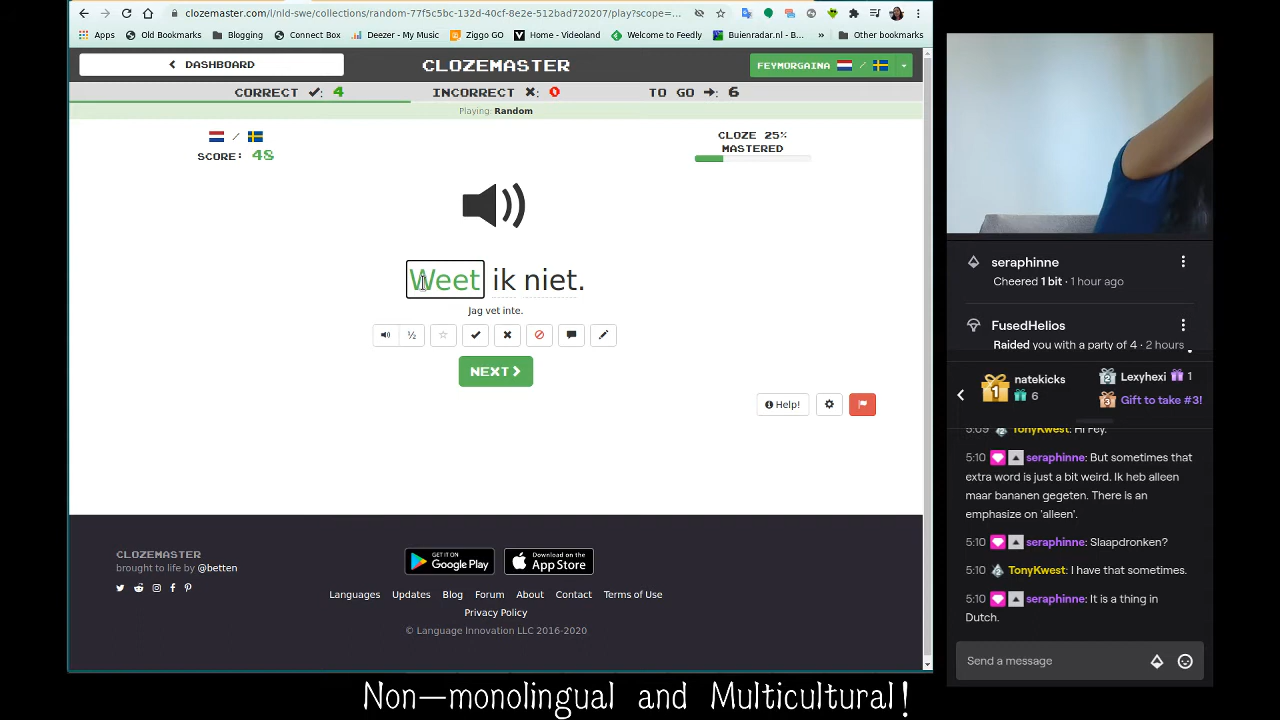 clozemaster.com/l/nld-swe/collections/random-77f5c5bc-132d-40cf-8e2e-512bad720207/play?scope=...
Apps Old Bookmarks Blogging Connect Box Deezer - My Music Ziggo GO Home - Videoland Welcome to Feedly Buienradar.nl - B... » Other bookmarks
DASHBOARD
CLOZEMASTER
FEYMORGAINA /
CORRECT ✔: 4
INCORRECT ✖: 0
TO GO ➔: 6
Playing: Random
/
SCORE: 48
CLOZE 25%
MASTERED
Weet ik niet.
Jag vet inte.
½
NEXT
Help!
CLOZEMASTER
brought to life by @betten
GET IT ON
Google Play
Download on the
App Store
Languages Updates Blog Forum About Contact Terms of Use
Privacy Policy
© Language Innovation LLC 2016-2020
seraphinne
Cheered 1 bit · 1 hour ago
FusedHelios
Raided you with a party of 4 · 2 hours
1 natekicks
6
2 Lexyhexi 1
3 Gift to take #3!
5:09 TonyKwest: Hi Fey.
5:10 seraphinne: But sometimes that
extra word is just a bit weird. Ik heb alleen
maar bananen gegeten. There is an
emphasize on 'alleen'.
5:10 seraphinne: Slaapdronken?
5:10 TonyKwest: I have that sometimes.
5:10 seraphinne: It is a thing in
Dutch.
Send a message
Non-monolingual and Multicultural!